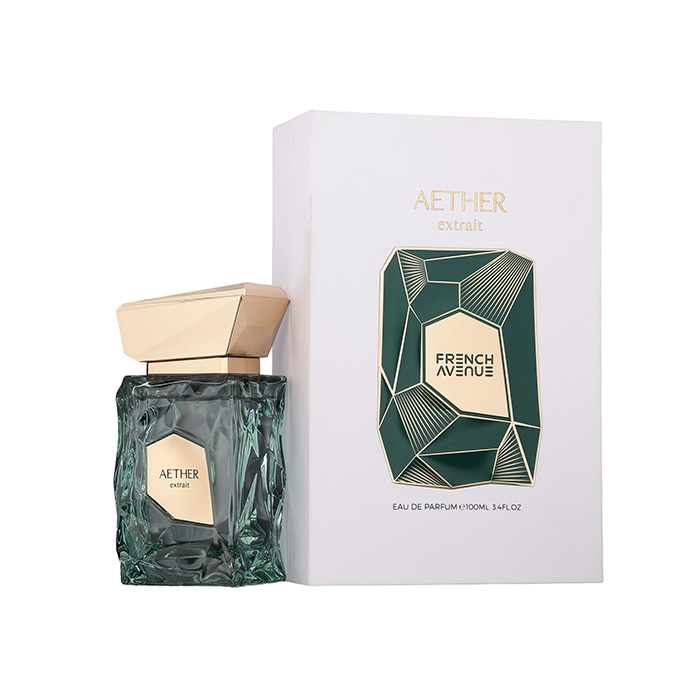 AETHER
extrait
FRENCH
AVENUE
EAU DE PARFUM ℮100ML 3.4FL.OZ
AETHER
extrait